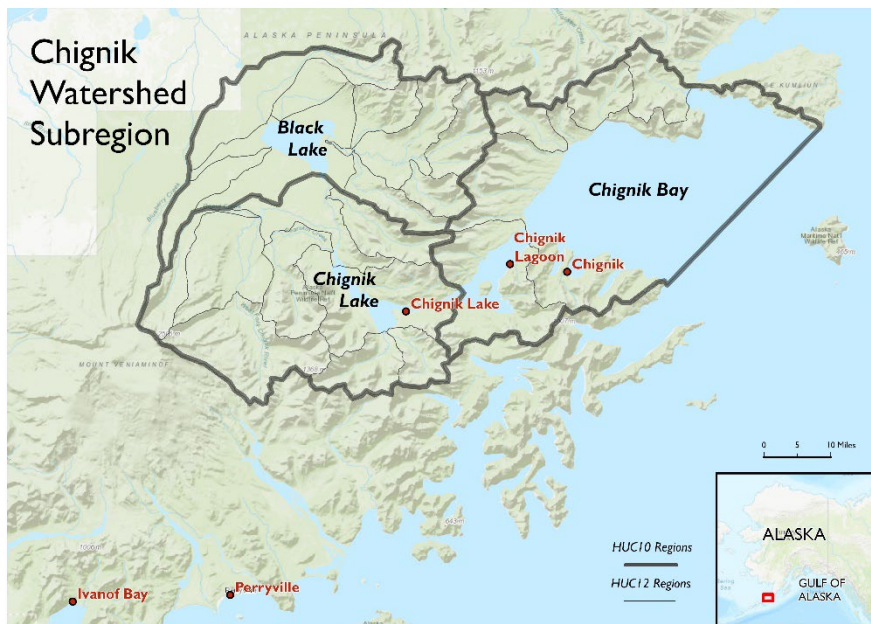 Chignik
Watershed
Subregion
ALASKA PENINSULA
Black
Lake
Chignik Bay
Chignik
Lagoon
Chignik
Chignik
Lake
Chignik Lake
MOUNT VENIAMINOF
Ivanof Bay
Perryville
0 5 10 Miles
HUC10 Regions
HUC12 Regions
ALASKA
GULF OF
ALASKA